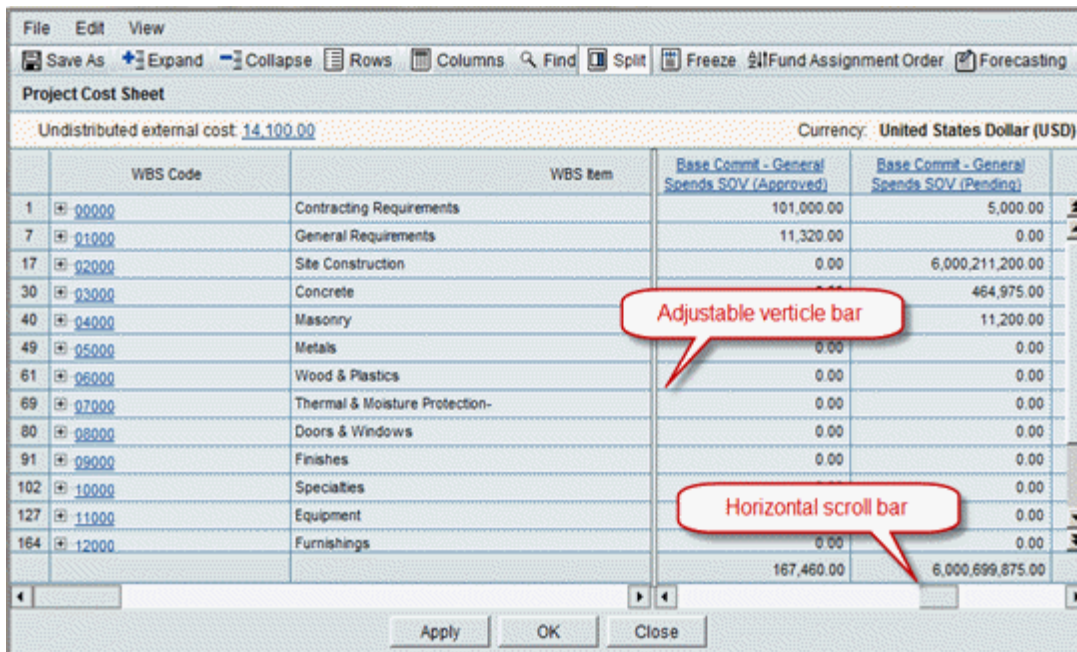 File Edit View
Save As Expand Collapse Rows Columns Find Split Freeze Fund Assignment Order Forecasting
Project Cost Sheet
Undistributed external cost: 14,100.00 Currency: United States Dollar (USD)
WBS Code WBS Item Base Commit - General Spends SOV (Approved) Base Commit - General Spends SOV (Pending)
1 00000 Contracting Requirements 101,000.00 5,000.00
7 01000 General Requirements 11,320.00 0.00
17 02000 Site Construction 0.00 6,000,211,200.00
30 03000 Concrete 464,975.00
40 04000 Masonry 11,200.00
Adjustable verticle bar
49 05000 Metals 0.00 0.00
61 06000 Wood & Plastics 0.00 0.00
69 07000 Thermal & Moisture Protection- 0.00 0.00
80 08000 Doors & Windows 0.00 0.00
91 09000 Finishes 0.00 0.00
102 10000 Specialties 0.00
127 11000 Equipment 0.00
Horizontal scroll bar
164 12000 Furnishings 0.00 0.00
167,460.00 6,000,699,875.00
Apply OK Close